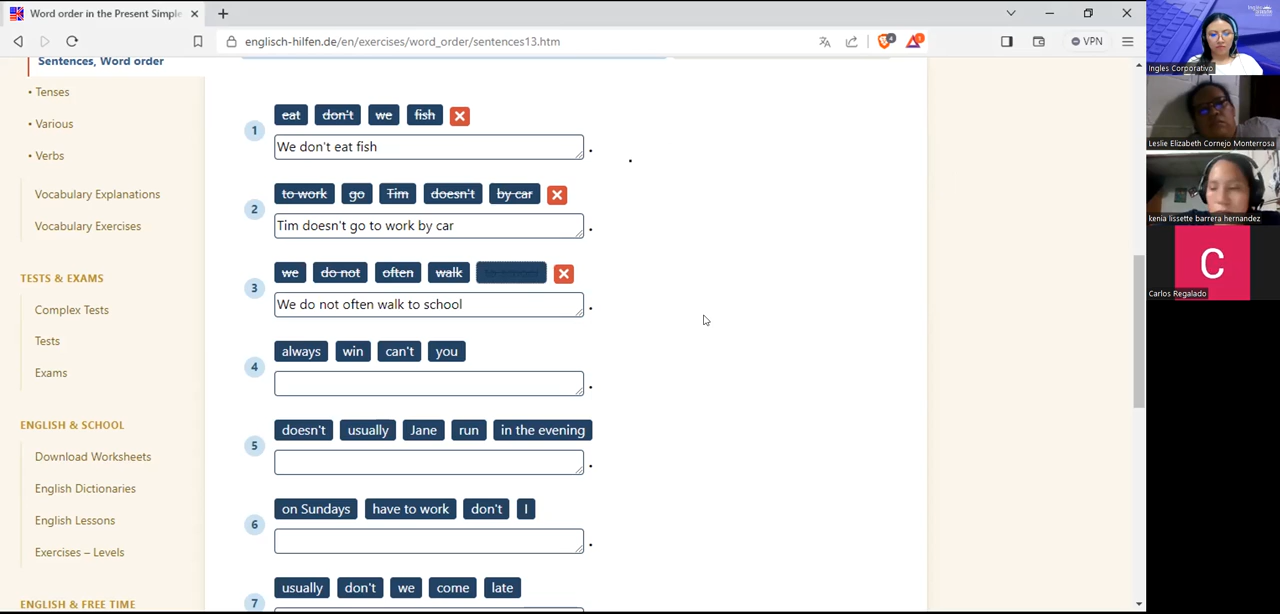 Word order in the Present Simple
englisch-hilfen.de/en/exercises/word_order/sentences13.htm
4
VPN
Sentences, Word order
• Tenses
• Various
• Verbs
Vocabulary Explanations
Vocabulary Exercises
TESTS & EXAMS
Complex Tests
Tests
Exams
ENGLISH & SCHOOL
Download Worksheets
English Dictionaries
English Lessons
Exercises – Levels
ENGLISH & FREE TIME
eat don't we fish
1
We don't eat fish .
to work go Tim doesn't by car
2
Tim doesn't go to work by car .
we do not often walk
3
We do not often walk to school .
always win can't you
4
.
doesn't usually Jane run in the evening
5
.
on Sundays have to work don't I
6
.
usually don't we come late
7
Ingles Corporativo
Leslie Elizabeth Cornejo Monterrosa
kenia lissette barrera hernandez
C
Carlos Regalado